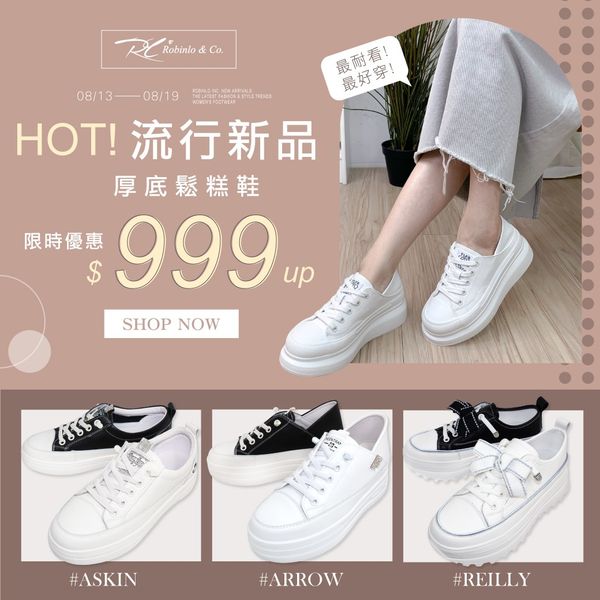 Robinlo & Co.
08/13——08/19
ROBINLO INC. NEW ARRIVALS
THE LATEST FASHION & STYLE TRENDS
WOMEN'S FOOTWEAR
最耐看!
最好穿!
HOT! 流行新品
厚底鬆糕鞋
限時優惠
$ 999 up
SHOP NOW
#ASKIN
#ARROW
#REILLY